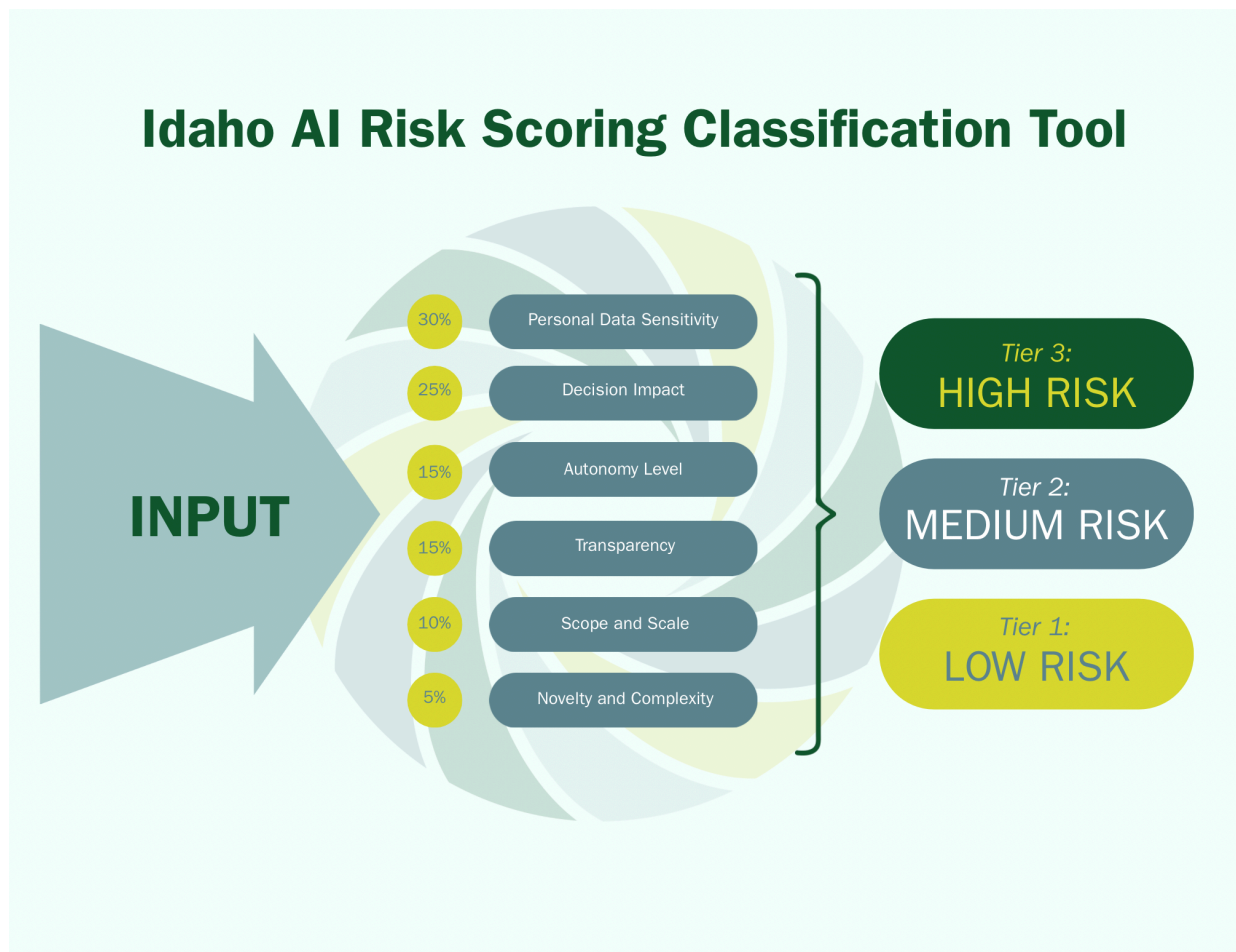 Idaho AI Risk Scoring Classification Tool
INPUT
30%
Personal Data Sensitivity
25%
Decision Impact
15%
Autonomy Level
15%
Transparency
10%
Scope and Scale
5%
Novelty and Complexity
Tier 3:
HIGH RISK
Tier 2:
MEDIUM RISK
Tier 1:
LOW RISK